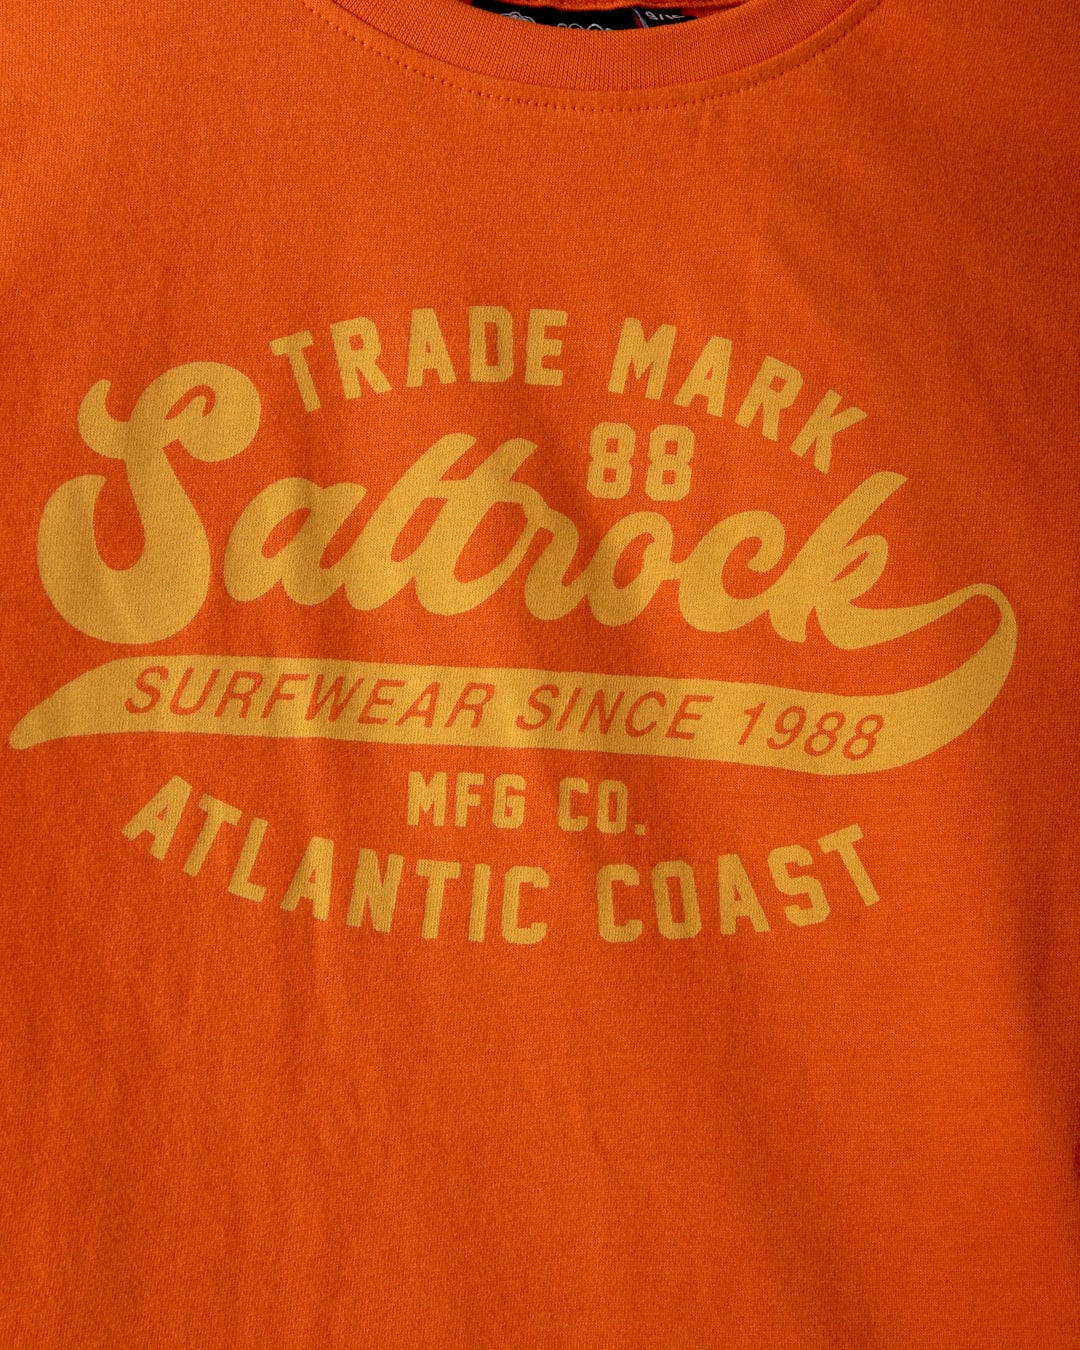 TRADE MARK
88
Saltrock
SURFWEAR SINCE 1988
MFG CO.
ATLANTIC COAST